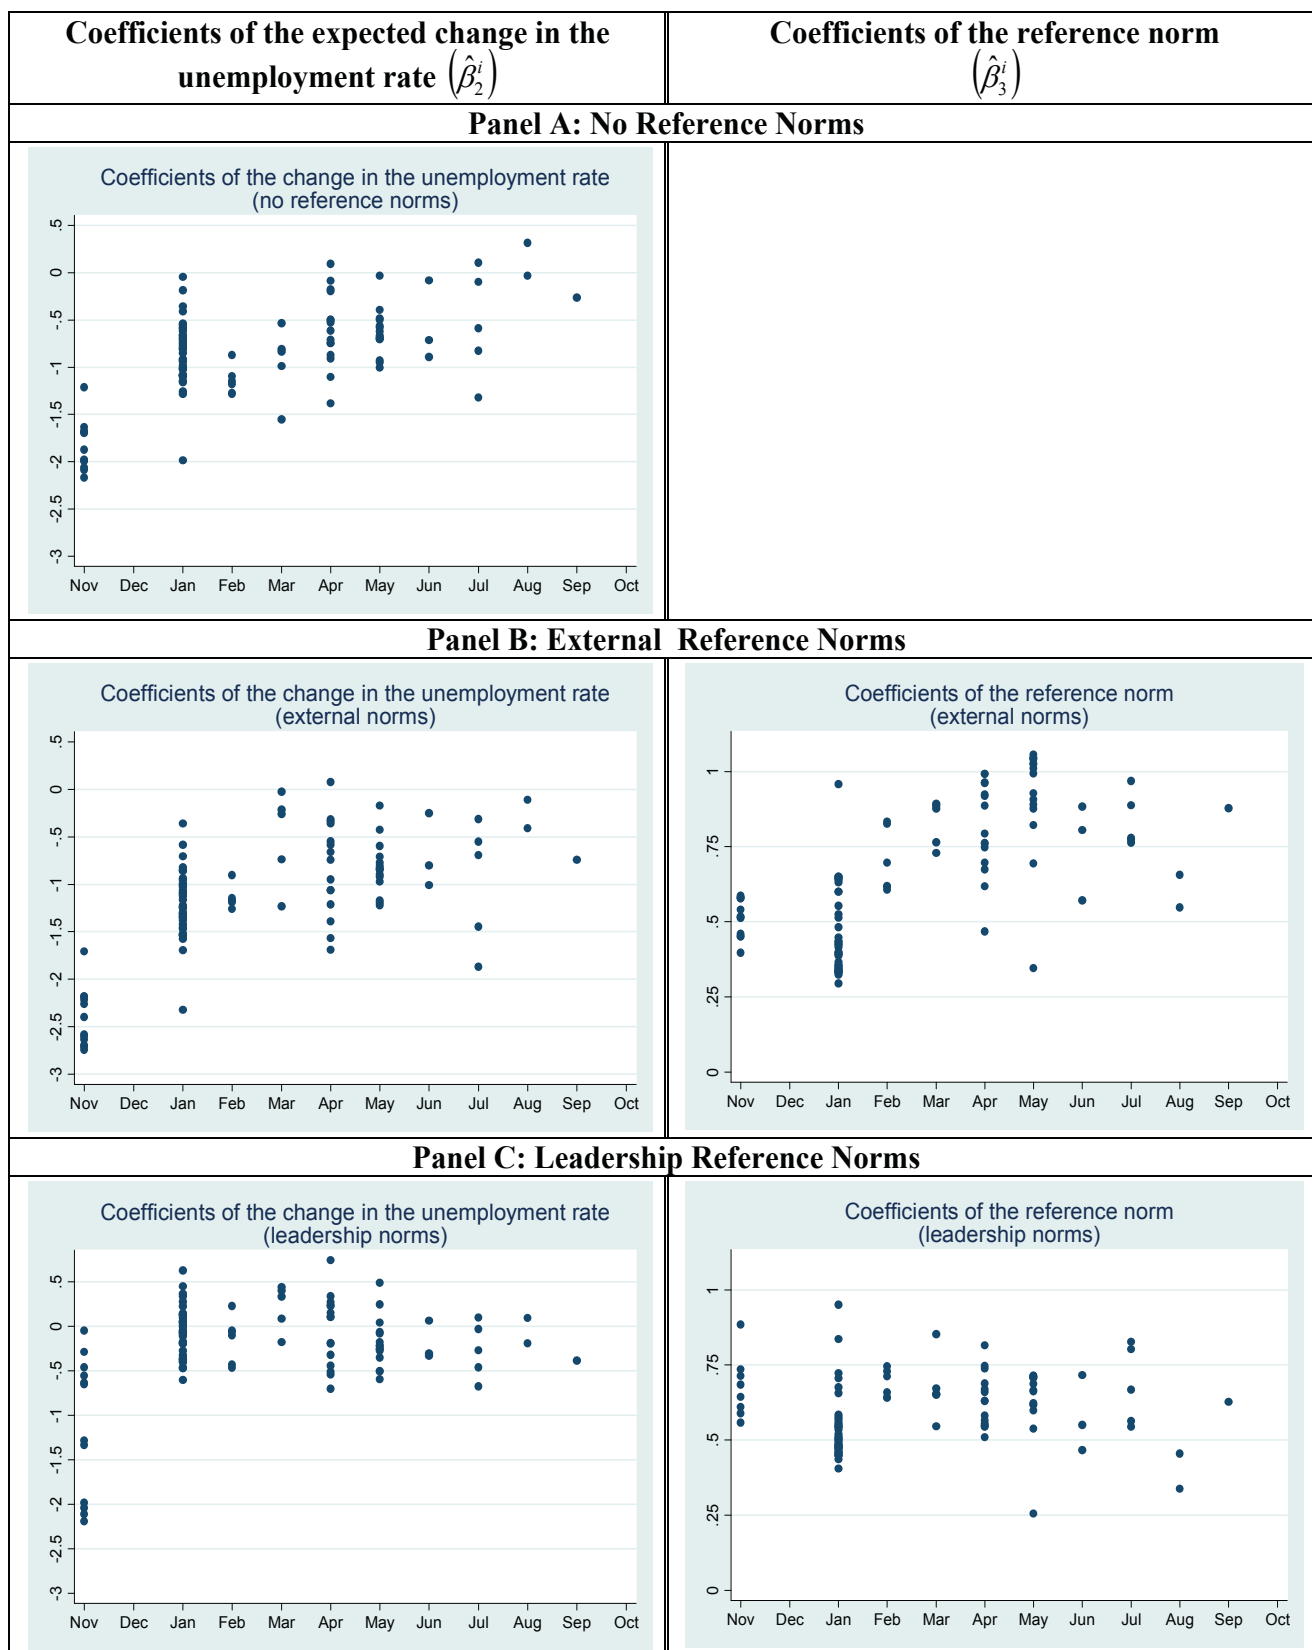 Coefficients of the expected change in the
unemployment rate (β̂₂ⁱ)
Coefficients of the reference norm
(β̂₃ⁱ)
Panel A: No Reference Norms
Coefficients of the change in the unemployment rate
(no reference norms)
.5
0
-.5
-1
-1.5
-2
-2.5
-3
Nov Dec Jan Feb Mar Apr May Jun Jul Aug Sep Oct
Panel B: External Reference Norms
Coefficients of the change in the unemployment rate
(external norms)
.5
0
-.5
-1
-1.5
-2
-2.5
-3
Nov Dec Jan Feb Mar Apr May Jun Jul Aug Sep Oct
Coefficients of the reference norm
(external norms)
1
.75
.5
.25
0
Nov Dec Jan Feb Mar Apr May Jun Jul Aug Sep Oct
Panel C: Leadership Reference Norms
Coefficients of the change in the unemployment rate
(leadership norms)
.5
0
-.5
-1
-1.5
-2
-2.5
-3
Nov Dec Jan Feb Mar Apr May Jun Jul Aug Sep Oct
Coefficients of the reference norm
(leadership norms)
1
.75
.5
.25
0
Nov Dec Jan Feb Mar Apr May Jun Jul Aug Sep Oct